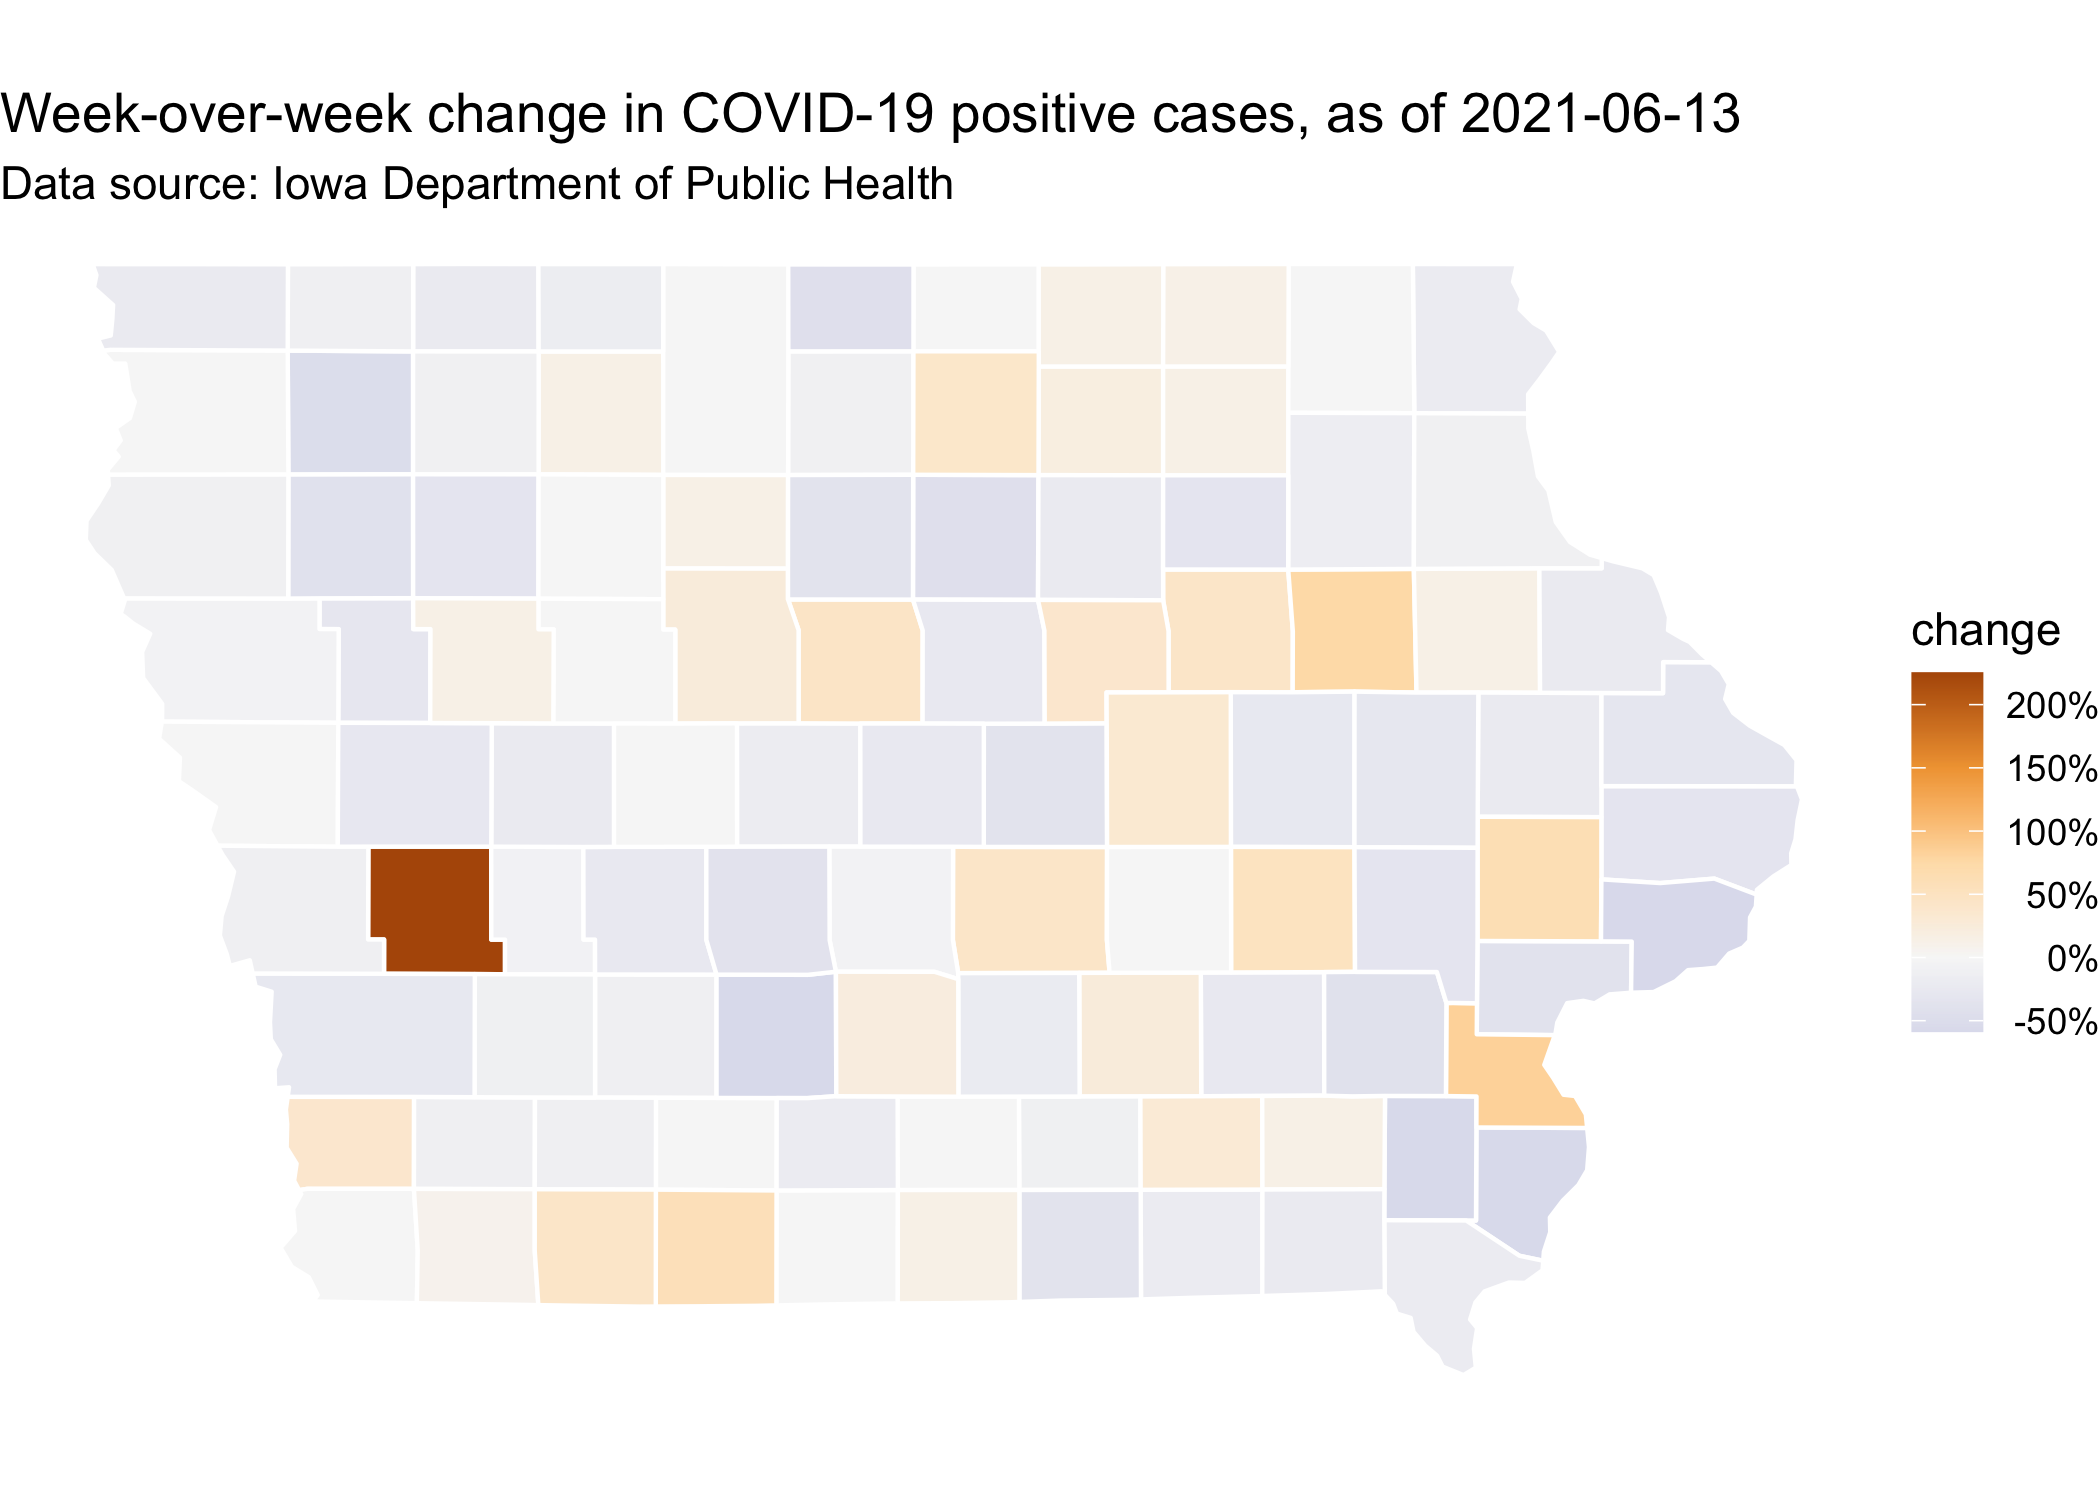 Week-over-week change in COVID-19 positive cases, as of 2021-06-13
Data source: Iowa Department of Public Health
change
200%
150%
100%
50%
0%
-50%